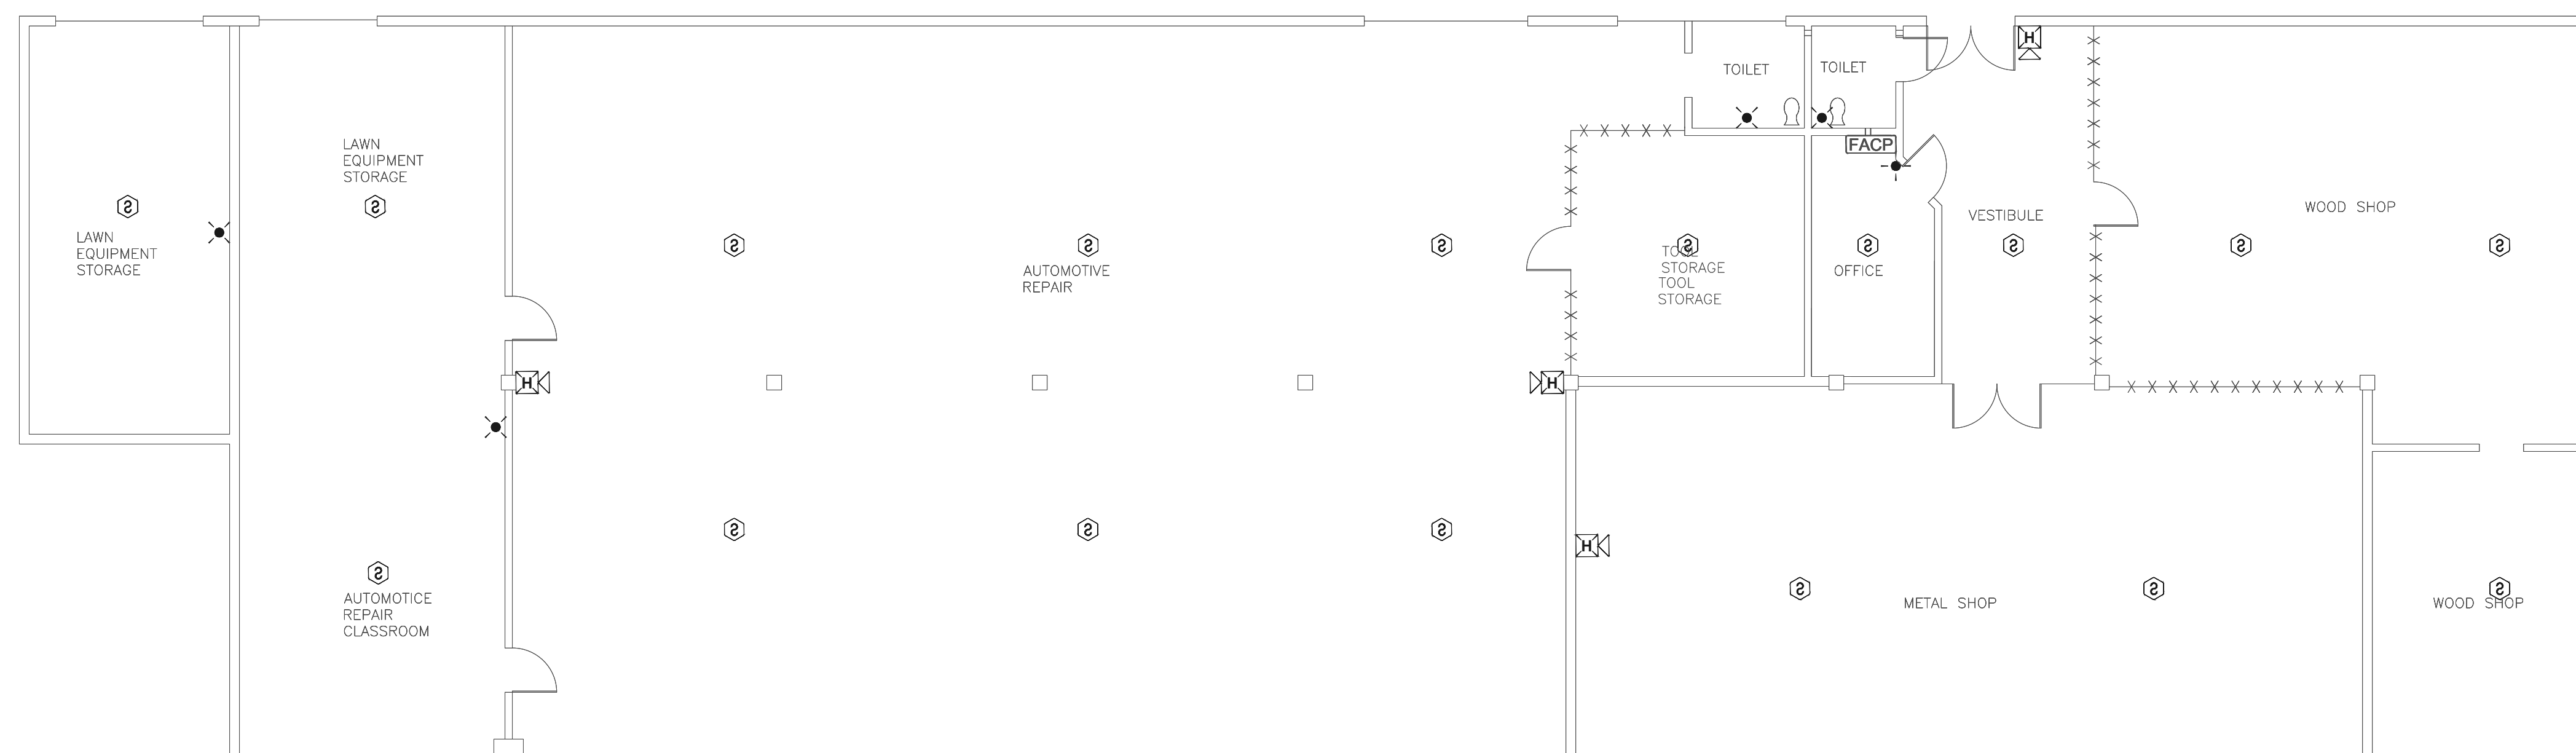 H
TOILET
TOILET
FACP
LAWN
EQUIPMENT
STORAGE
S
S
LAWN
EQUIPMENT
STORAGE
WOOD SHOP
VESTIBULE
S
S
S
S
S
S
S
S
AUTOMOTIVE
REPAIR
TOOL
STORAGE
TOOL
STORAGE
OFFICE
H
H
S
S
S
H
S
AUTOMOTICE
REPAIR
CLASSROOM
S
S
S
METAL SHOP
WOOD SHOP